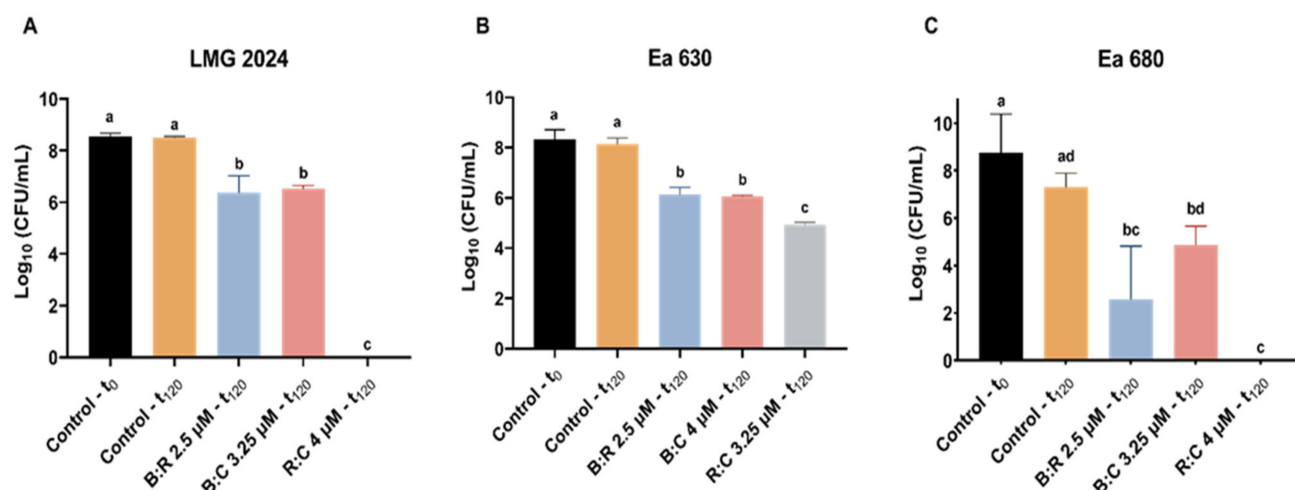 A
LMG 2024
Log10 (CFU/mL)
10
8
6
4
2
0
a
a
b
b
c
Control - t0
Control - t120
B:R 2.5 µM - t120
B:C 3.25 µM - t120
R:C 4 µM - t120
B
Ea 630
Log10 (CFU/mL)
10
8
6
4
2
0
a
a
b
b
c
Control - t0
Control - t120
B:R 2.5 µM - t120
B:C 4 µM - t120
R:C 3.25 µM - t120
C
Ea 680
Log10 (CFU/mL)
10
8
6
4
2
0
a
ad
bc
bd
c
Control - t0
Control - t120
B:R 2.5 µM - t120
B:C 3.25 µM - t120
R:C 4 µM - t120